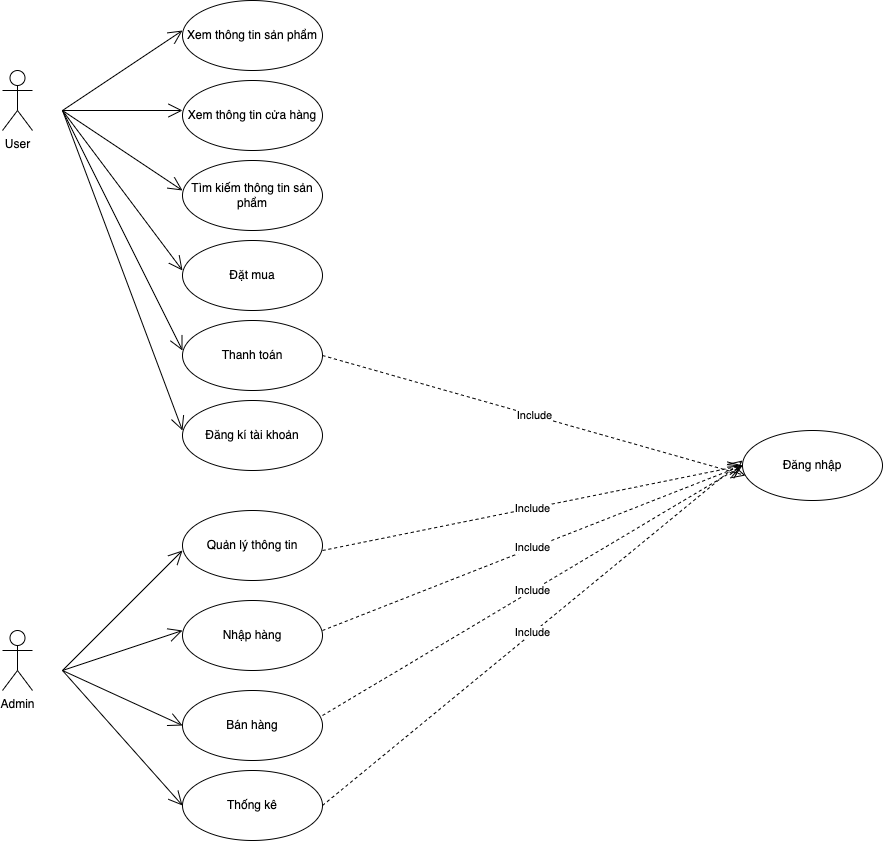 Xem thông tin sản phẩm
User
Xem thông tin cửa hàng
Tìm kiếm thông tin sản
phẩm
Đặt mua
Thanh toán
Include
Đăng kí tài khoản
Đăng nhập
Include
Quản lý thông tin
Include
Include
Nhập hàng
Include
Admin
Bán hàng
Thống kê